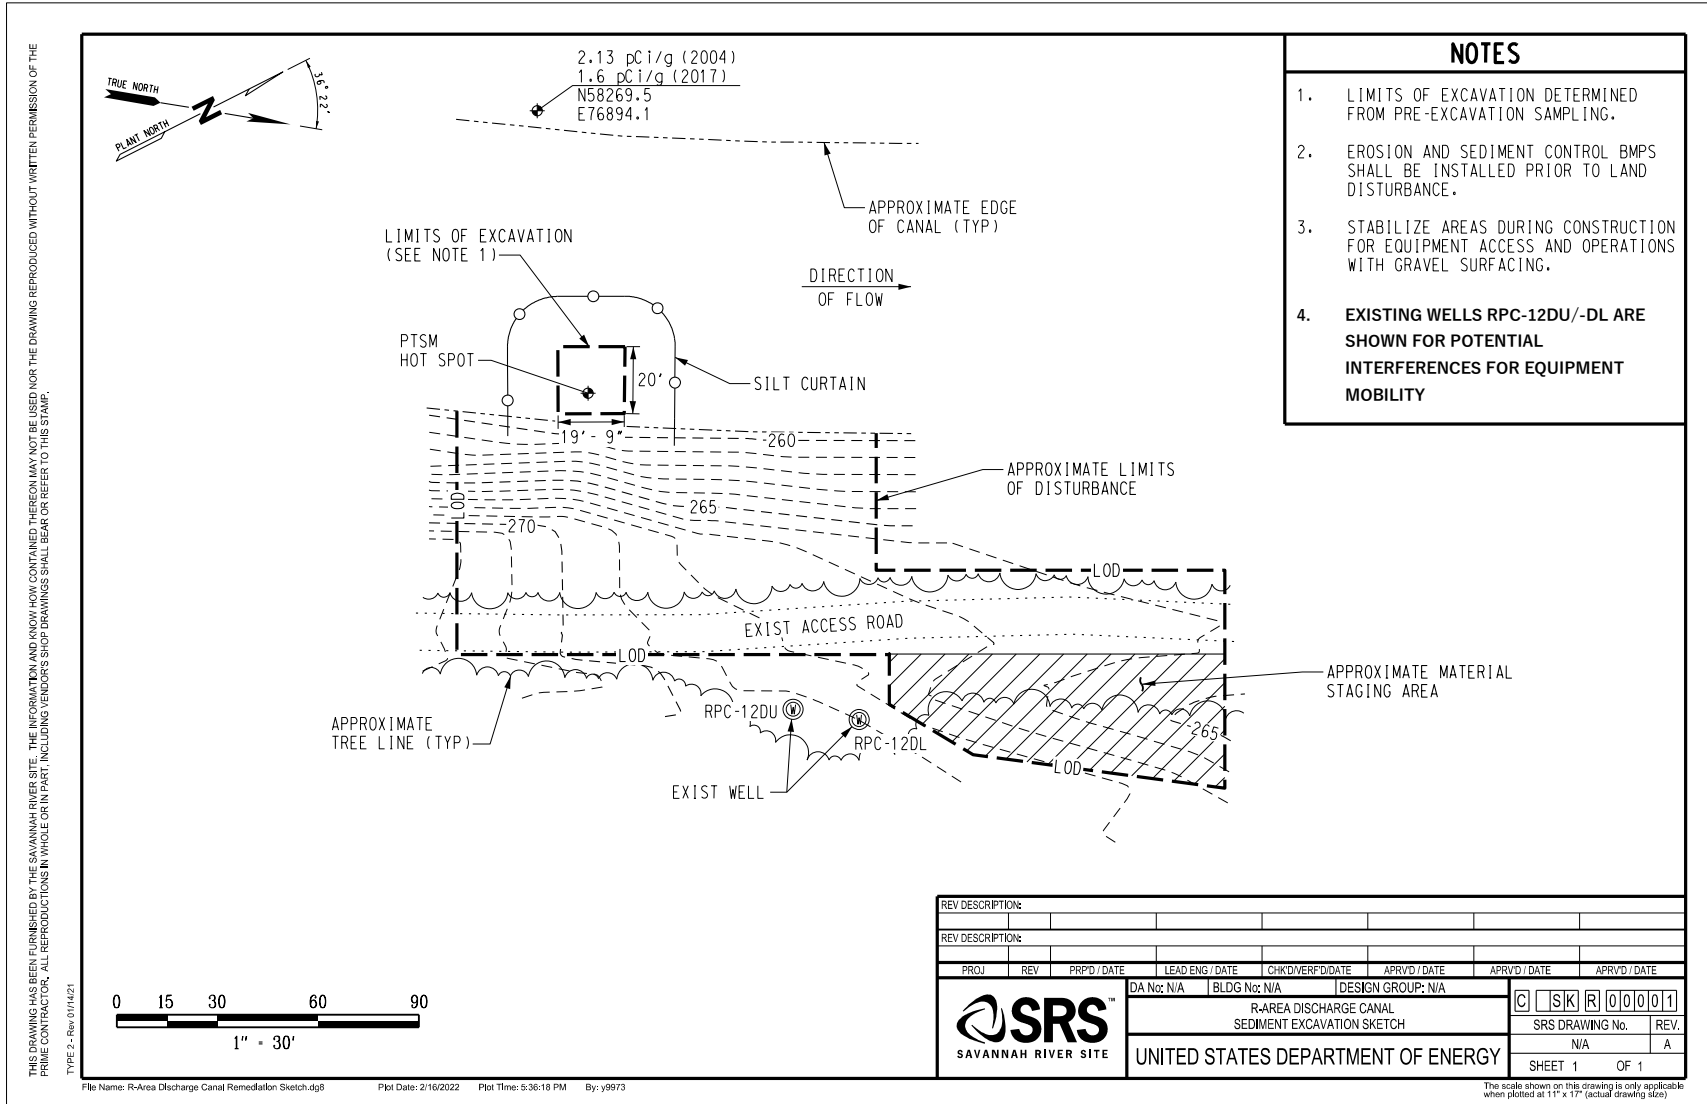 THIS DRAWING HAS BEEN FURNISHED BY THE SAVANNAH RIVER SITE. THE INFORMATION AND KNOW HOW CONTAINED THEREON MAY NOT BE USED NOR THE DRAWING REPRODUCED WITHOUT WRITTEN PERMISSION OF THE
PRIME CONTRACTOR. ALL REPRODUCTIONS IN WHOLE OR IN PART, INCLUDING VENDOR'S SHOP DRAWINGS SHALL BEAR OR REFER TO THIS STAMP.
TYPE 2 - Rev 01/14/21
TRUE NORTH
PLANT NORTH
N
36° 22'
2.13 pCi/g (2004)
1.6 pCi/g (2017)
N58269.5
E76894.1
NOTES
1. LIMITS OF EXCAVATION DETERMINED
FROM PRE-EXCAVATION SAMPLING.
2. EROSION AND SEDIMENT CONTROL BMPS
SHALL BE INSTALLED PRIOR TO LAND
DISTURBANCE.
3. STABILIZE AREAS DURING CONSTRUCTION
FOR EQUIPMENT ACCESS AND OPERATIONS
WITH GRAVEL SURFACING.
4. EXISTING WELLS RPC-12DU/-DL ARE
SHOWN FOR POTENTIAL
INTERFERENCES FOR EQUIPMENT
MOBILITY
APPROXIMATE EDGE
OF CANAL (TYP)
LIMITS OF EXCAVATION
(SEE NOTE 1)
DIRECTION
OF FLOW
PTSM
HOT SPOT
20'
SILT CURTAIN
19'- 9"
260
APPROXIMATE LIMITS
OF DISTURBANCE
LOD
265
270
LOD
EXIST ACCESS ROAD
LOD
APPROXIMATE MATERIAL
STAGING AREA
RPC-12DU
W
W
APPROXIMATE
TREE LINE (TYP)
265
RPC-12DL
LOD
EXIST WELL
0 15 30 60 90
1" = 30'
REV DESCRIPTION:
REV DESCRIPTION:
PROJ REV PRP'D / DATE LEAD ENG / DATE CHK'D/VERF'D/DATE APRV'D / DATE APRV'D / DATE APRV'D / DATE
SRS™
SAVANNAH RIVER SITE
DA No: N/A BLDG No: N/A DESIGN GROUP: N/A
R-AREA DISCHARGE CANAL
SEDIMENT EXCAVATION SKETCH
UNITED STATES DEPARTMENT OF ENERGY
C SK R 00001
SRS DRAWING No. REV.
N/A A
SHEET 1 OF 1
File Name: R-Area Discharge Canal Remediation Sketch.dg8 Plot Date: 2/16/2022 Plot Time: 5:36:18 PM By: y9973
The scale shown on this drawing is only applicable
when plotted at 11" x 17" (actual drawing size)